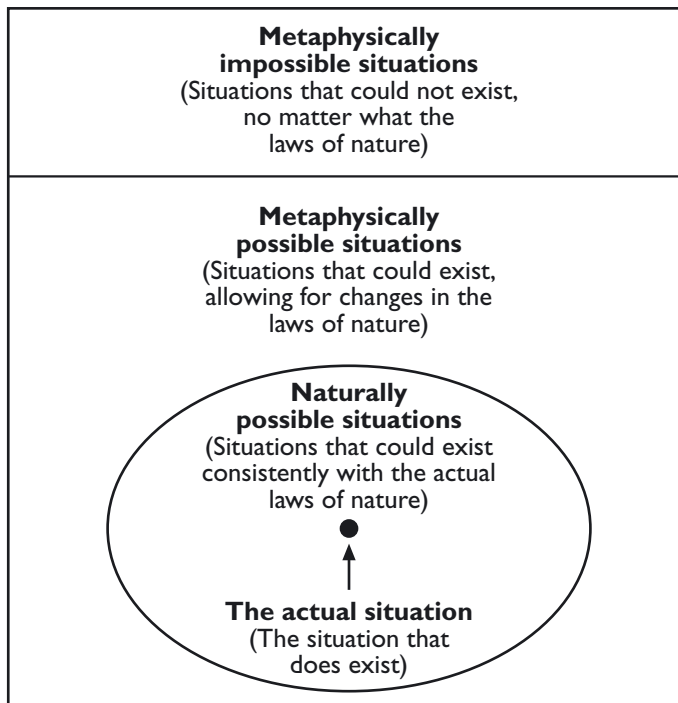 Metaphysically
impossible situations
(Situations that could not exist,
no matter what the
laws of nature)
Metaphysically
possible situations
(Situations that could exist,
allowing for changes in the
laws of nature)
Naturally
possible situations
(Situations that could exist
consistently with the actual
laws of nature)
The actual situation
(The situation that
does exist)